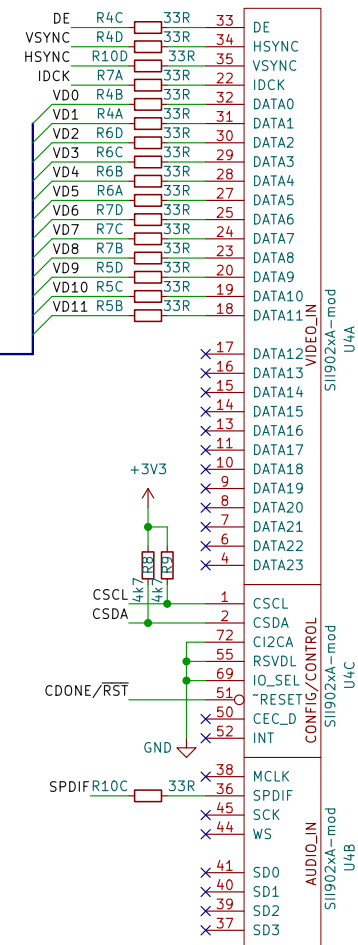 DE R4C 33R 33 DE
VSYNC R4D 33R 34 HSYNC
HSYNC R10D 33R 35 VSYNC
IDCK R7A 33R 22 IDCK
VD0 R4B 33R 32 DATA0
VD1 R4A 33R 31 DATA1
VD2 R6D 33R 30 DATA2
VD3 R6C 33R 29 DATA3
VD4 R6B 33R 28 DATA4
VD5 R6A 33R 27 DATA5
VD6 R7D 33R 25 DATA6
VD7 R7C 33R 24 DATA7
VD8 R7B 33R 23 DATA8
VD9 R5D 33R 20 DATA9
VD10 R5C 33R 19 DATA10
VD11 R5B 33R 18 DATA11
17 DATA12
16 DATA13
15 DATA14
14 DATA15
13 DATA16
11 DATA17
10 DATA18
9 DATA19
8 DATA20
7 DATA21
6 DATA22
4 DATA23
VIDEO_IN
SII902xA-mod
U4A
+3V3
R8
4k7
R9
4k7
CSCL 1 CSCL
CSDA 2 CSDA
72 CI2CA
55 RSVDL
69 IO_SEL
CDONE/RST 51 ~RESET
50 CEC_D
52 INT
GND
CONFIG/CONTROL
SII902xA-mod
U4C
38 MCLK
SPDIF R10C 33R 36 SPDIF
45 SCK
44 WS
41 SD0
40 SD1
39 SD2
37 SD3
AUDIO_IN
SII902xA-mod
U4B